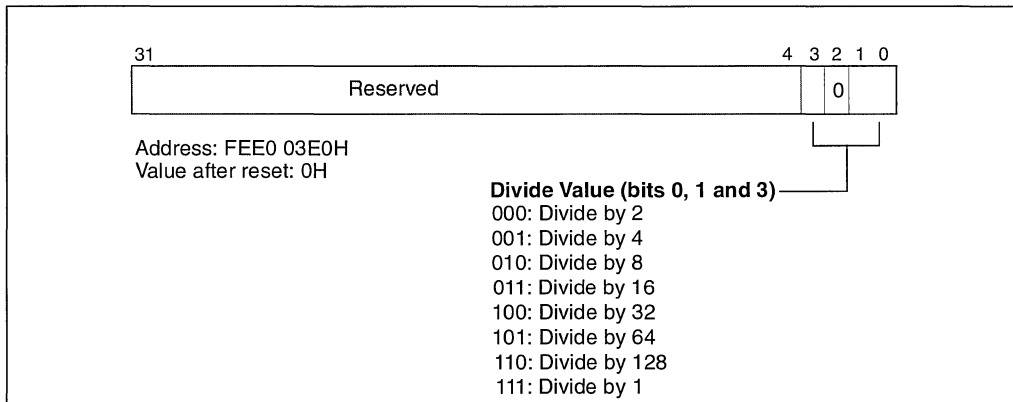 31 4 3 2 1 0
Reserved 0
Address: FEE0 03E0H
Value after reset: 0H
Divide Value (bits 0, 1 and 3)
000: Divide by 2
001: Divide by 4
010: Divide by 8
011: Divide by 16
100: Divide by 32
101: Divide by 64
110: Divide by 128
111: Divide by 1